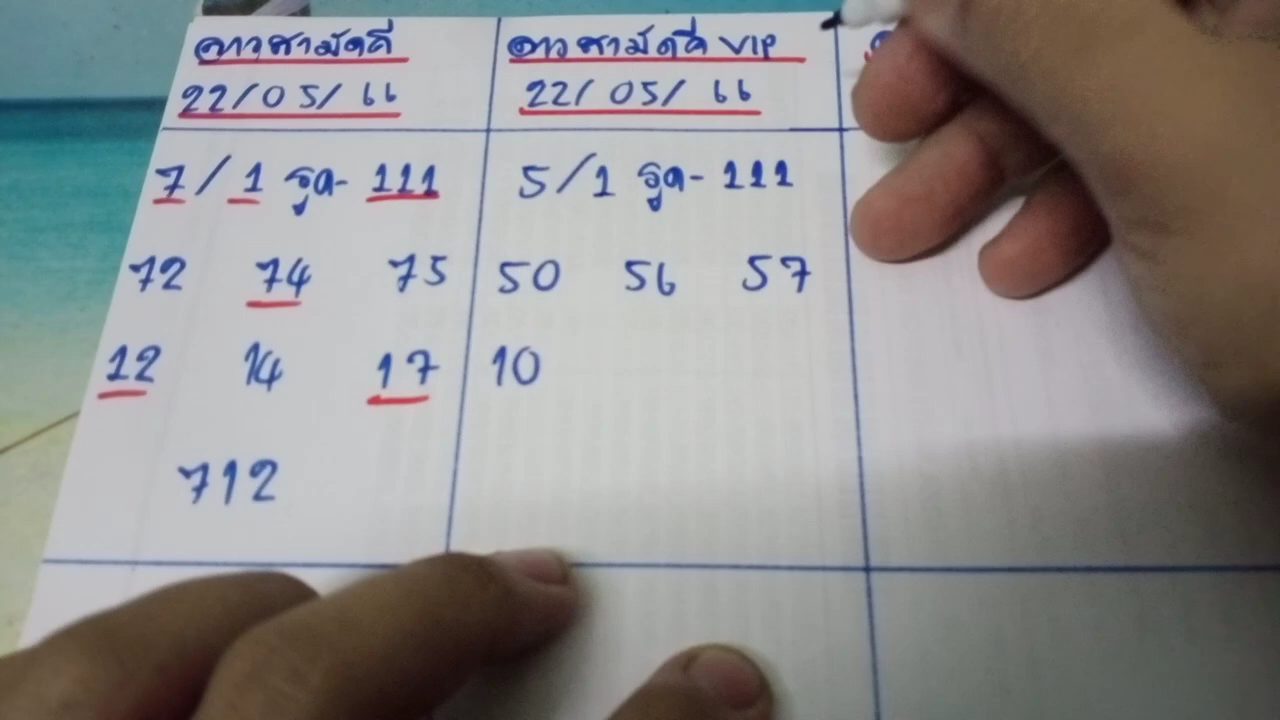 ลาวสามัคคี
22/05/66
7/1 รูด- 111
72 74 75
12 14 17
712
ลาวสามัคคี VIP
22/05/66
5/1 รูด- 111
50 56 57
10